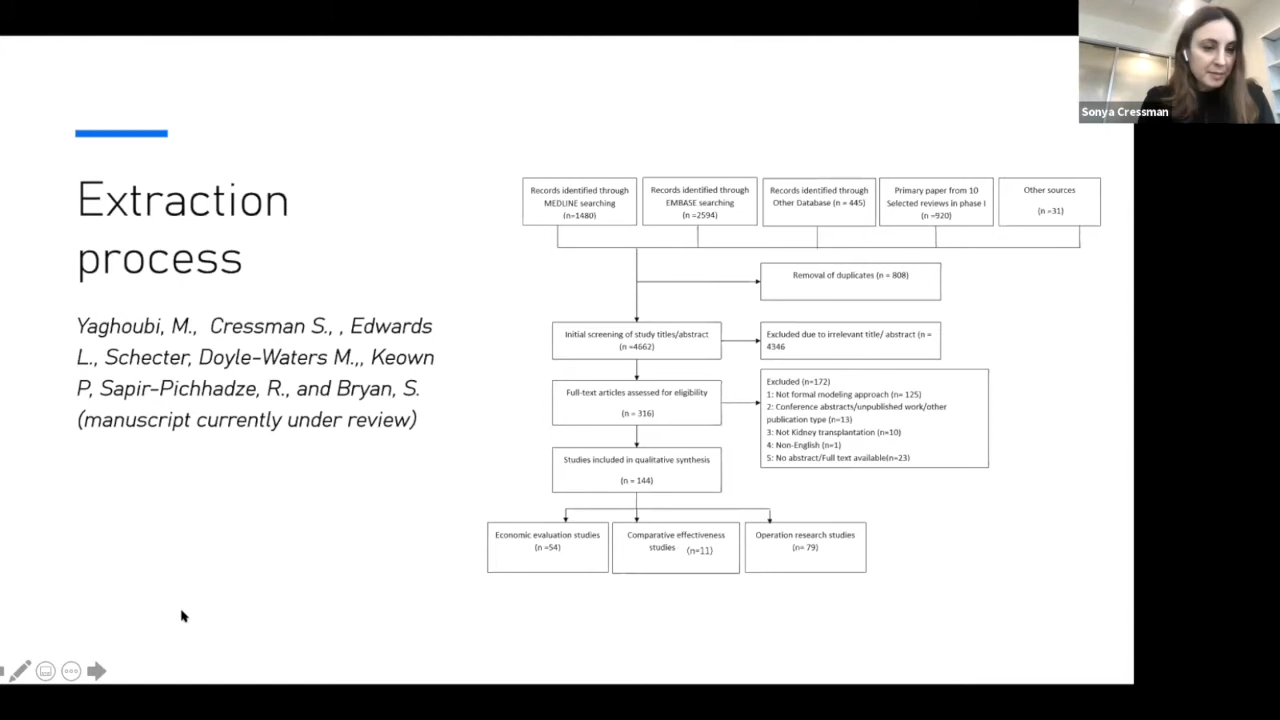 Sonya Cressman
Extraction
process
Yaghoubi, M., Cressman S., , Edwards
L., Schecter, Doyle-Waters M.,, Keown
P, Sapir-Pichhadze, R., and Bryan, S.
(manuscript currently under review)
Records identified through
MEDLINE searching
(n=1480)
Records identified through
EMBASE searching
(n =2594)
Records identified through
Other Database (n = 445)
Primary paper from 10
Selected reviews in phase I
(n =920)
Other sources
(n =31)
Removal of duplicates (n = 808)
Initial screening of study titles/abstract
(n =4662)
Excluded due to irrelevant title/ abstract (n =
4346
Full-text articles assessed for eligibility
(n = 316)
Excluded (n=172)
1: Not formal modeling approach (n= 125)
2: Conference abstracts/unpublished work/other
publication type (n=13)
3: Not Kidney transplantation (n=10)
4: Non-English (n=1)
5: No abstract/Full text available(n=23)
Studies included in qualitative synthesis
(n = 144)
Economic evaluation studies
(n =54)
Comparative effectiveness
studies (n=11)
Operation research studies
(n= 79)